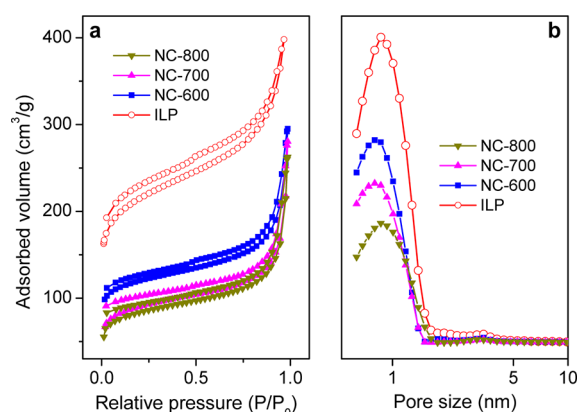 a
NC-800
NC-700
NC-600
ILP
400
300
200
100
0.0
0.5
1.0
Adsorbed volume (cm³/g)
Relative pressure (P/P₀)
b
NC-800
NC-700
NC-600
ILP
1
5
10
Pore size (nm)